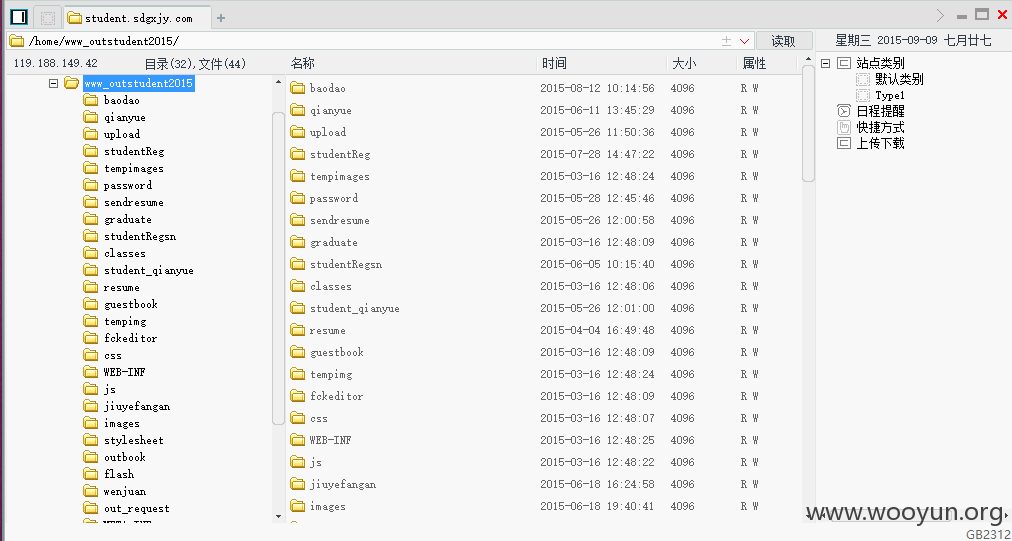 student.sdgxjy.com
/home/www_outstudent2015/ 读取 星期三 2015-09-09 七月廿七
119.188.149.42 目录(32),文件(44)
www_outstudent2015
baodao
qianyue
upload
studentReg
tempimages
password
sendresume
graduate
studentRegsn
classes
student_qianyue
resume
guestbook
tempimg
fckeditor
css
WEB-INF
js
jiuyefangan
images
stylesheet
outbook
flash
wenjuan
out_request
名称 时间 大小 属性
baodao 2015-08-12 10:14:56 4096 R W
qianyue 2015-06-11 13:45:29 4096 R W
upload 2015-05-26 11:50:36 4096 R W
studentReg 2015-07-28 14:47:22 4096 R W
tempimages 2015-03-16 12:48:24 4096 R W
password 2015-05-28 12:45:46 4096 R W
sendresume 2015-05-26 12:00:58 4096 R W
graduate 2015-03-16 12:48:09 4096 R W
studentRegsn 2015-06-05 10:15:40 4096 R W
classes 2015-03-16 12:48:06 4096 R W
student_qianyue 2015-05-26 12:01:00 4096 R W
resume 2015-04-04 16:49:48 4096 R W
guestbook 2015-03-16 12:48:09 4096 R W
tempimg 2015-03-16 12:48:24 4096 R W
fckeditor 2015-03-16 12:48:09 4096 R W
css 2015-03-16 12:48:07 4096 R W
WEB-INF 2015-03-16 12:48:25 4096 R W
js 2015-03-16 12:48:22 4096 R W
jiuyefangan 2015-06-18 16:24:58 4096 R W
images 2015-06-18 19:40:41 4096 R W
站点类别
默认类别
Type1
日程提醒
快捷方式
上传下载
www.wooyun.org
GB2312